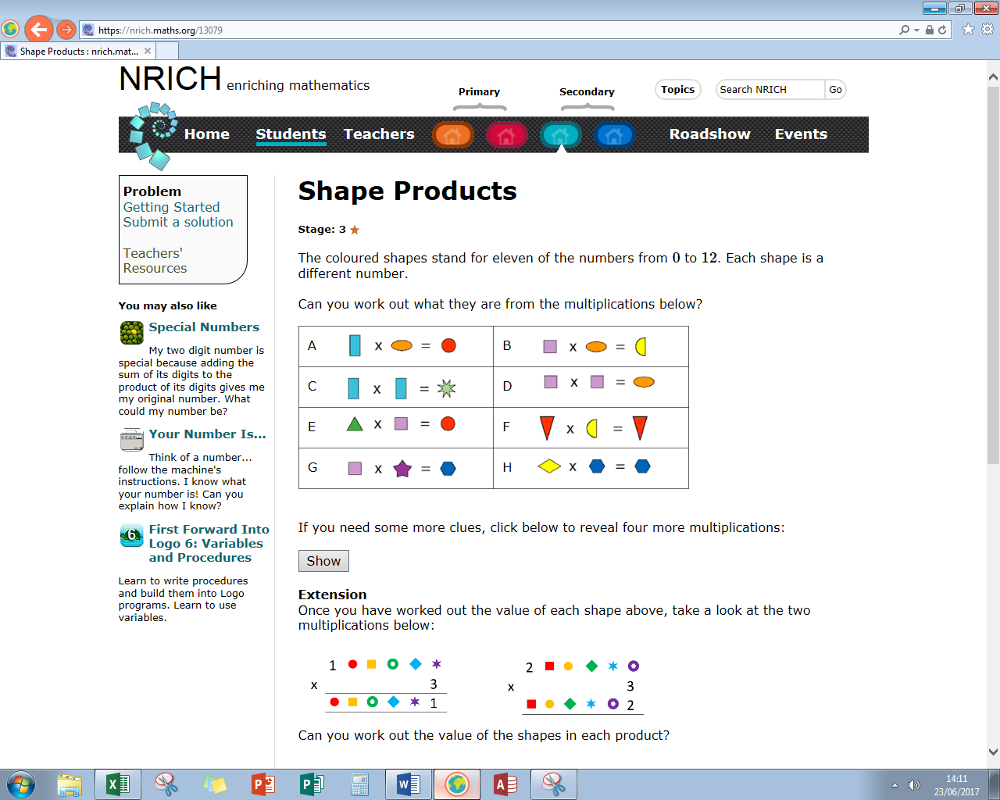 https://nrich.maths.org/13079
Shape Products : nrich.mat...
NRICH enriching mathematics
Primary
Secondary
Topics
Search NRICH
Go
Home
Students
Teachers
Roadshow
Events
Problem
Getting Started
Submit a solution
Teachers'
Resources
You may also like
Special Numbers
My two digit number is
special because adding the
sum of its digits to the
product of its digits gives me
my original number. What
could my number be?
Your Number Is...
Think of a number...
follow the machine's
instructions. I know what
your number is! Can you
explain how I know?
6
First Forward Into
Logo 6: Variables
and Procedures
Learn to write procedures
and build them into Logo
programs. Learn to use
variables.
Shape Products
Stage: 3
The coloured shapes stand for eleven of the numbers from 0 to 12. Each shape is a
different number.
Can you work out what they are from the multiplications below?
A x =
B x =
C x =
D x =
E x =
F x =
G x =
H x =
If you need some more clues, click below to reveal four more multiplications:
Show
Extension
Once you have worked out the value of each shape above, take a look at the two
multiplications below:
1
x 3
1
2
x 3
2
Can you work out the value of the shapes in each product?
14:11
23/06/2017